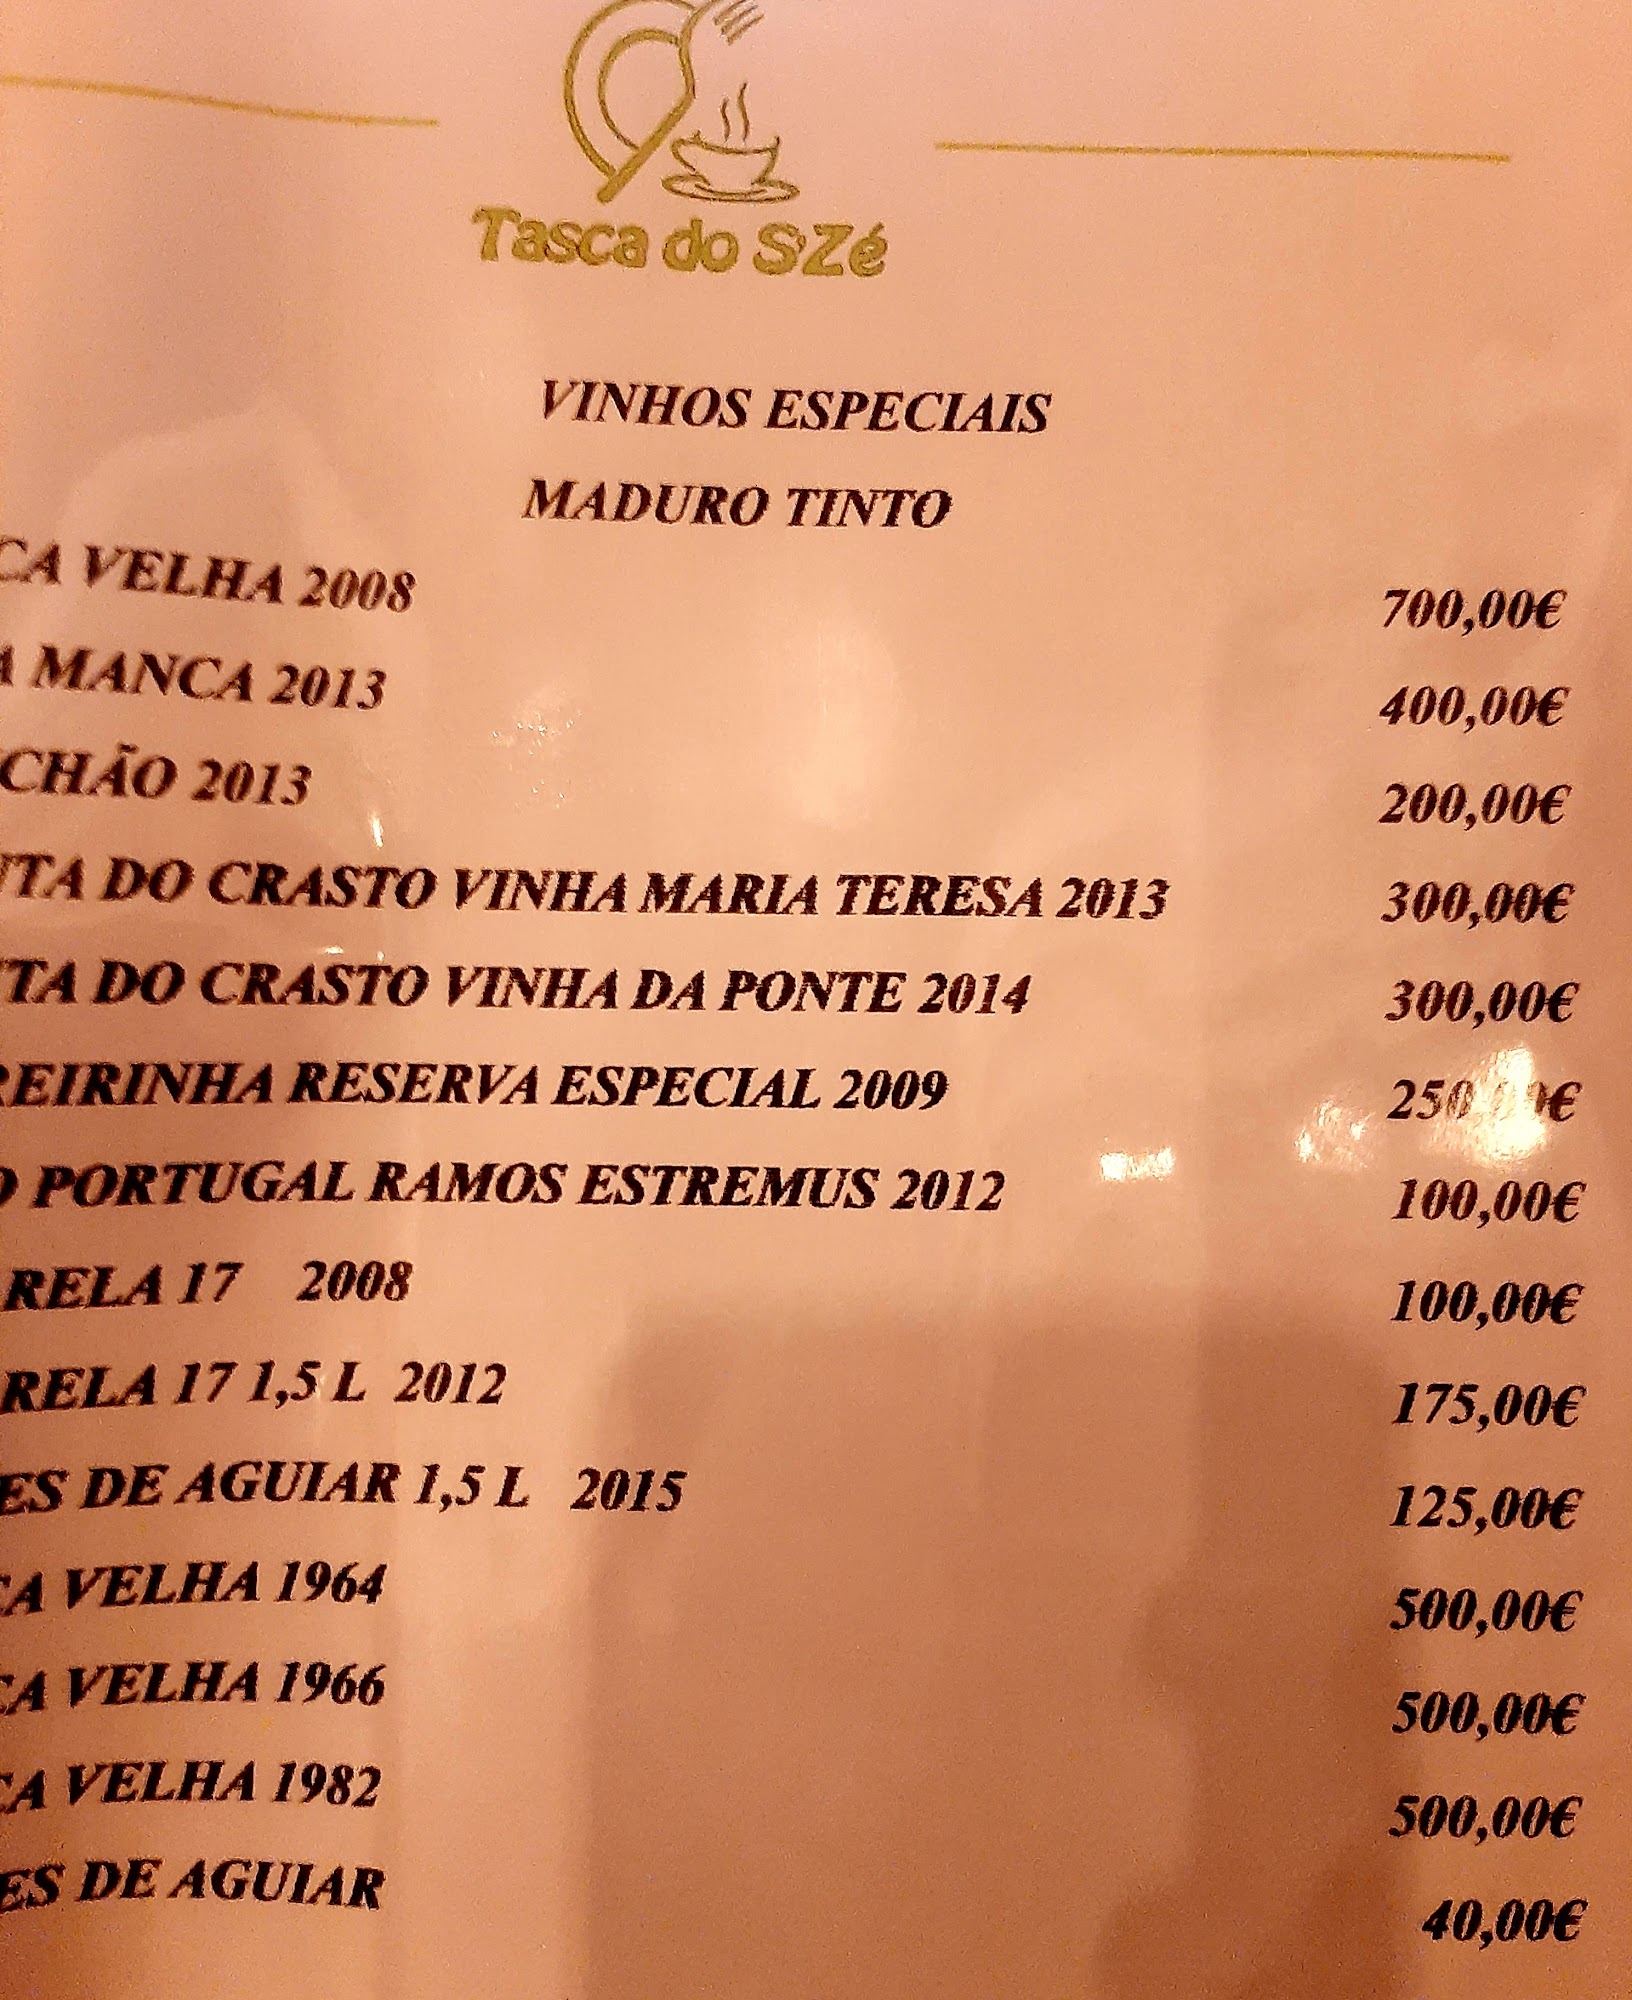 Tasca do S'Zé
VINHOS ESPECIAIS
MADURO TINTO
CA VELHA 2008 700,00€
A MANCA 2013 400,00€
CHÃO 2013 200,00€
TA DO CRASTO VINHA MARIA TERESA 2013 300,00€
TA DO CRASTO VINHA DA PONTE 2014 300,00€
REIRINHA RESERVA ESPECIAL 2009
PORTUGAL RAMOS ESTREMUS 2012 100,00€
RELA 17 2008 100,00€
RELA 17 1,5 L 2012 175,00€
ES DE AGUIAR 1,5 L 2015 125,00€
CA VELHA 1964 500,00€
CA VELHA 1966 500,00€
CA VELHA 1982 500,00€
ES DE AGUIAR 40,00€